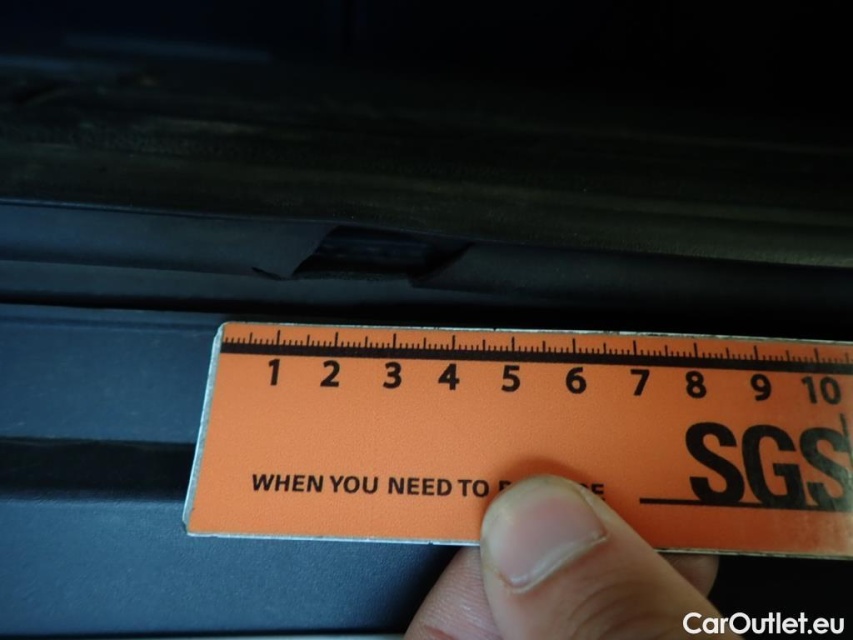 1 2 3 4 5 6 7 8 9 10
SGS
WHEN YOU NEED TO
CarOutlet.eu